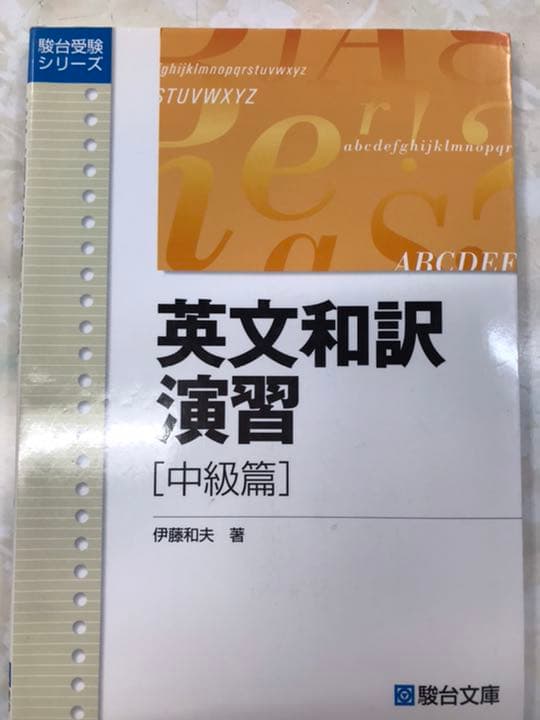 駿台受験
シリーズ
fghijklmnopqrstuvwxyz
STUVWXYZ
abcdefghijklmnopqr
ABCDEF
英文和訳
演習
[中級篇]
伊藤和夫 著
駿台文庫